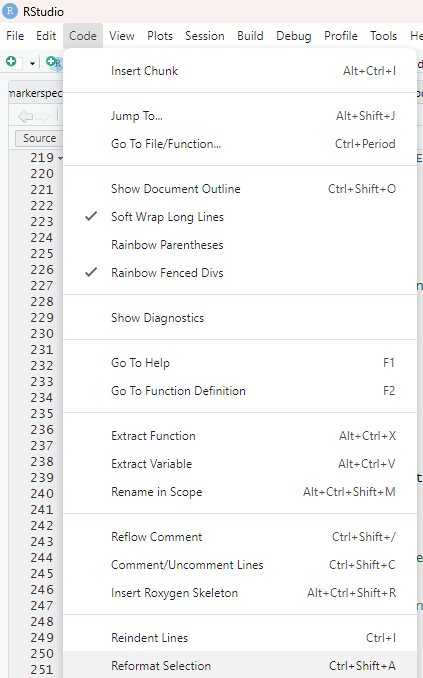 R RStudio
File Edit Code View Plots Session Build Debug Profile Tools He
Insert Chunk Alt+Ctrl+I
markerspec
Jump To... Alt+Shift+J
Source
Go To File/Function... Ctrl+Period
219
220
221 Show Document Outline Ctrl+Shift+O
222
223 Soft Wrap Long Lines
224
225 Rainbow Parentheses
226 Rainbow Fenced Divs
227
228
229 Show Diagnostics
230
231
232 Go To Help F1
233
234 Go To Function Definition F2
235
236 Extract Function Alt+Ctrl+X
237
238 Extract Variable Alt+Ctrl+V
239
240 Rename in Scope Alt+Ctrl+Shift+M
241
242
243 Reflow Comment Ctrl+Shift+/
244 Comment/Uncomment Lines Ctrl+Shift+C
245
246 Insert Roxygen Skeleton Alt+Ctrl+Shift+R
247
248
249 Reindent Lines Ctrl+I
250
251 Reformat Selection Ctrl+Shift+A